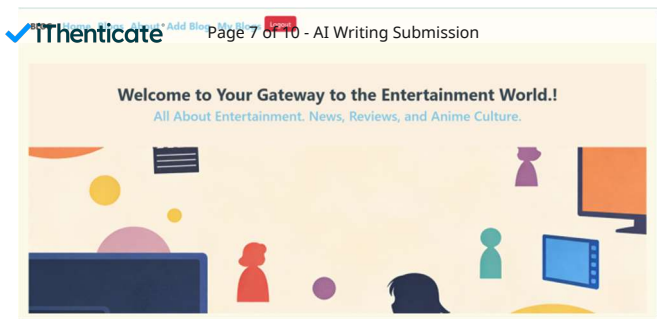 BLOG Home Blogs About Add Blog My Blogs Logout
iThenticate Page 7 of 10 - AI Writing Submission
Welcome to Your Gateway to the Entertainment World.!
All About Entertainment. News, Reviews, and Anime Culture.